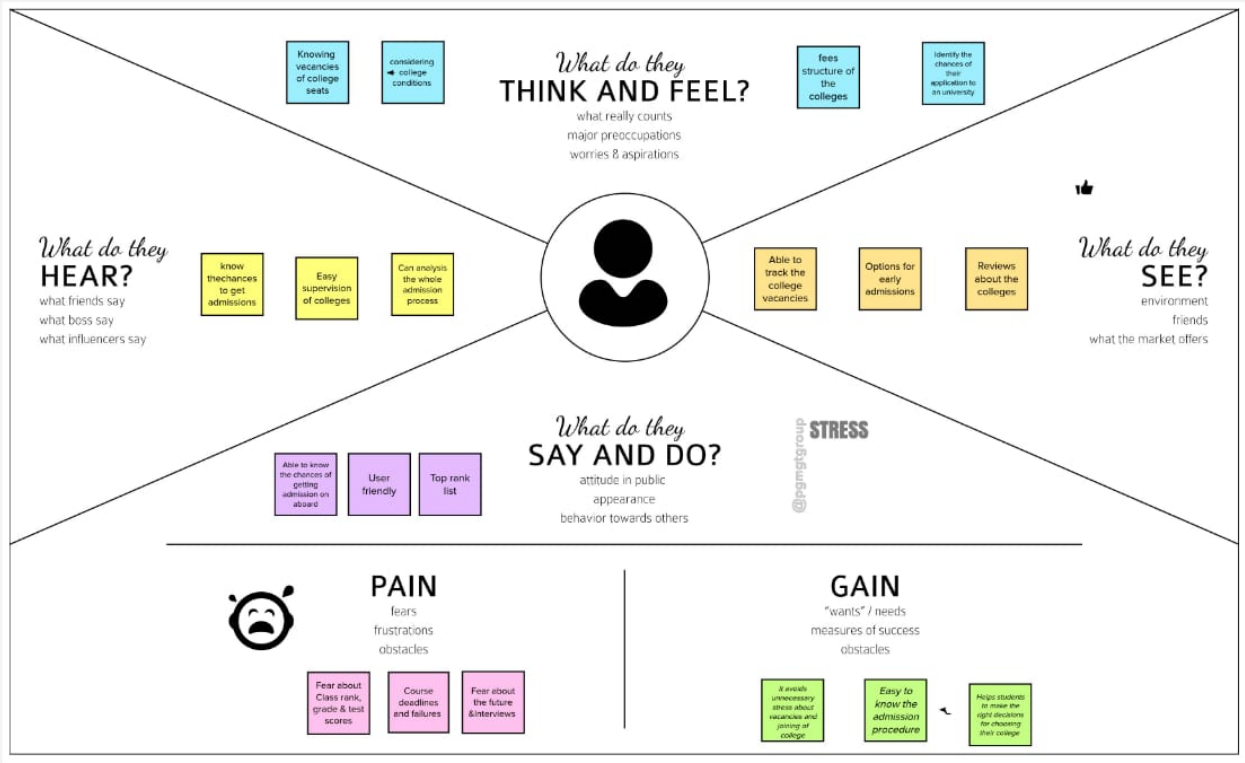 Knowing
vacancies
of college
seats
considering
college
conditions
What do they
THINK AND FEEL?
what really counts
major preoccupations
worries & aspirations
fees
structure of
the
colleges
Identify the
chances of
their
application to
an university
What do they
HEAR?
what friends say
what boss say
what influencers say
know
thechances
to get
admissions
Easy
supervision
of colleges
Can analysis
the whole
admission
process
Able to
track the
college
vacancies
Options for
early
admissions
Reviews
about the
colleges
What do they
SEE?
environment
friends
what the market offers
Able to know
the chances of
getting
admission on
aboard
User
friendly
Top rank
list
What do they
SAY AND DO?
attitude in public
appearance
behavior towards others
@pgmgtgroup
STRESS
PAIN
fears
frustrations
obstacles
Fear about
Class rank,
grade & test
scores
Course
deadlines
and failures
Fear about
the future
&Interviews
GAIN
"wants" / needs
measures of success
obstacles
It avoids
unnecessary
stress about
vacancies and
joining of
college
Easy to
know the
admission
procedure
Helps students
to make the
right decisions
for choosing
their college